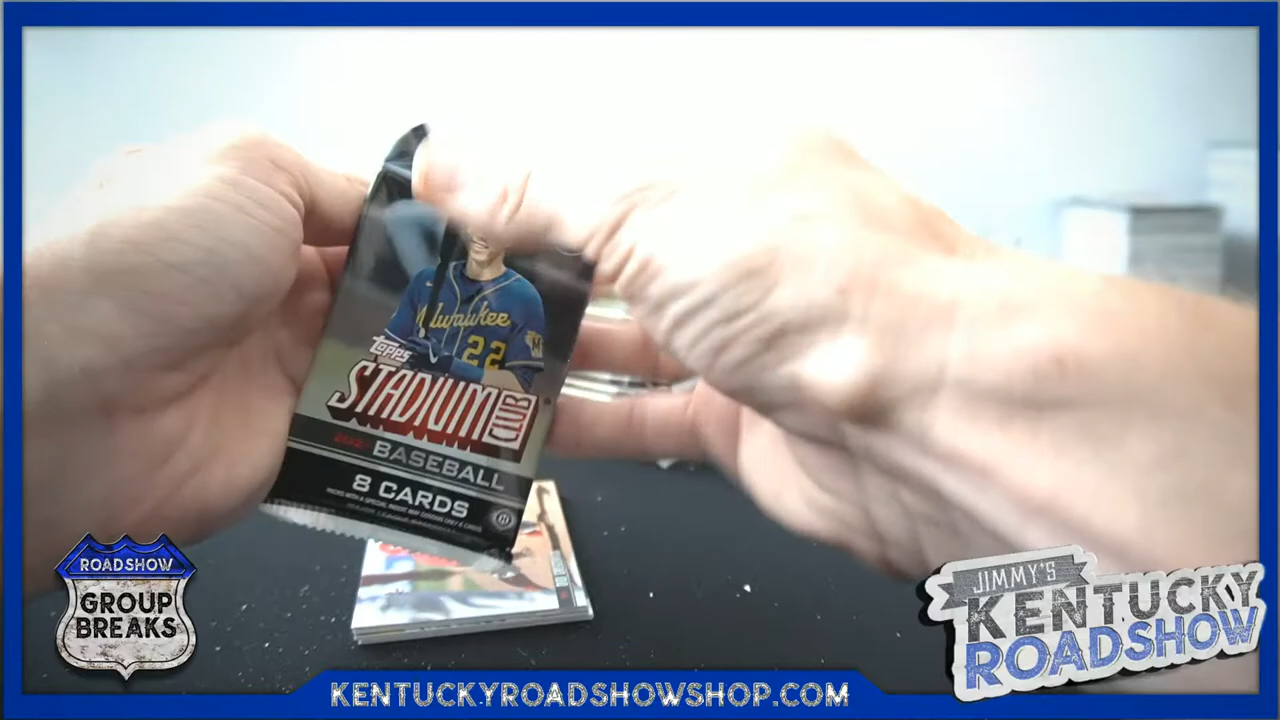 Milwaukee
22
M
Topps
STADIUM
CLUB
BASEBALL
8 CARDS
ROADSHOW
GROUP
BREAKS
JIMMY'S
KENTUCKY
ROADSHOW
KENTUCKYROADSHOWSHOP.COM